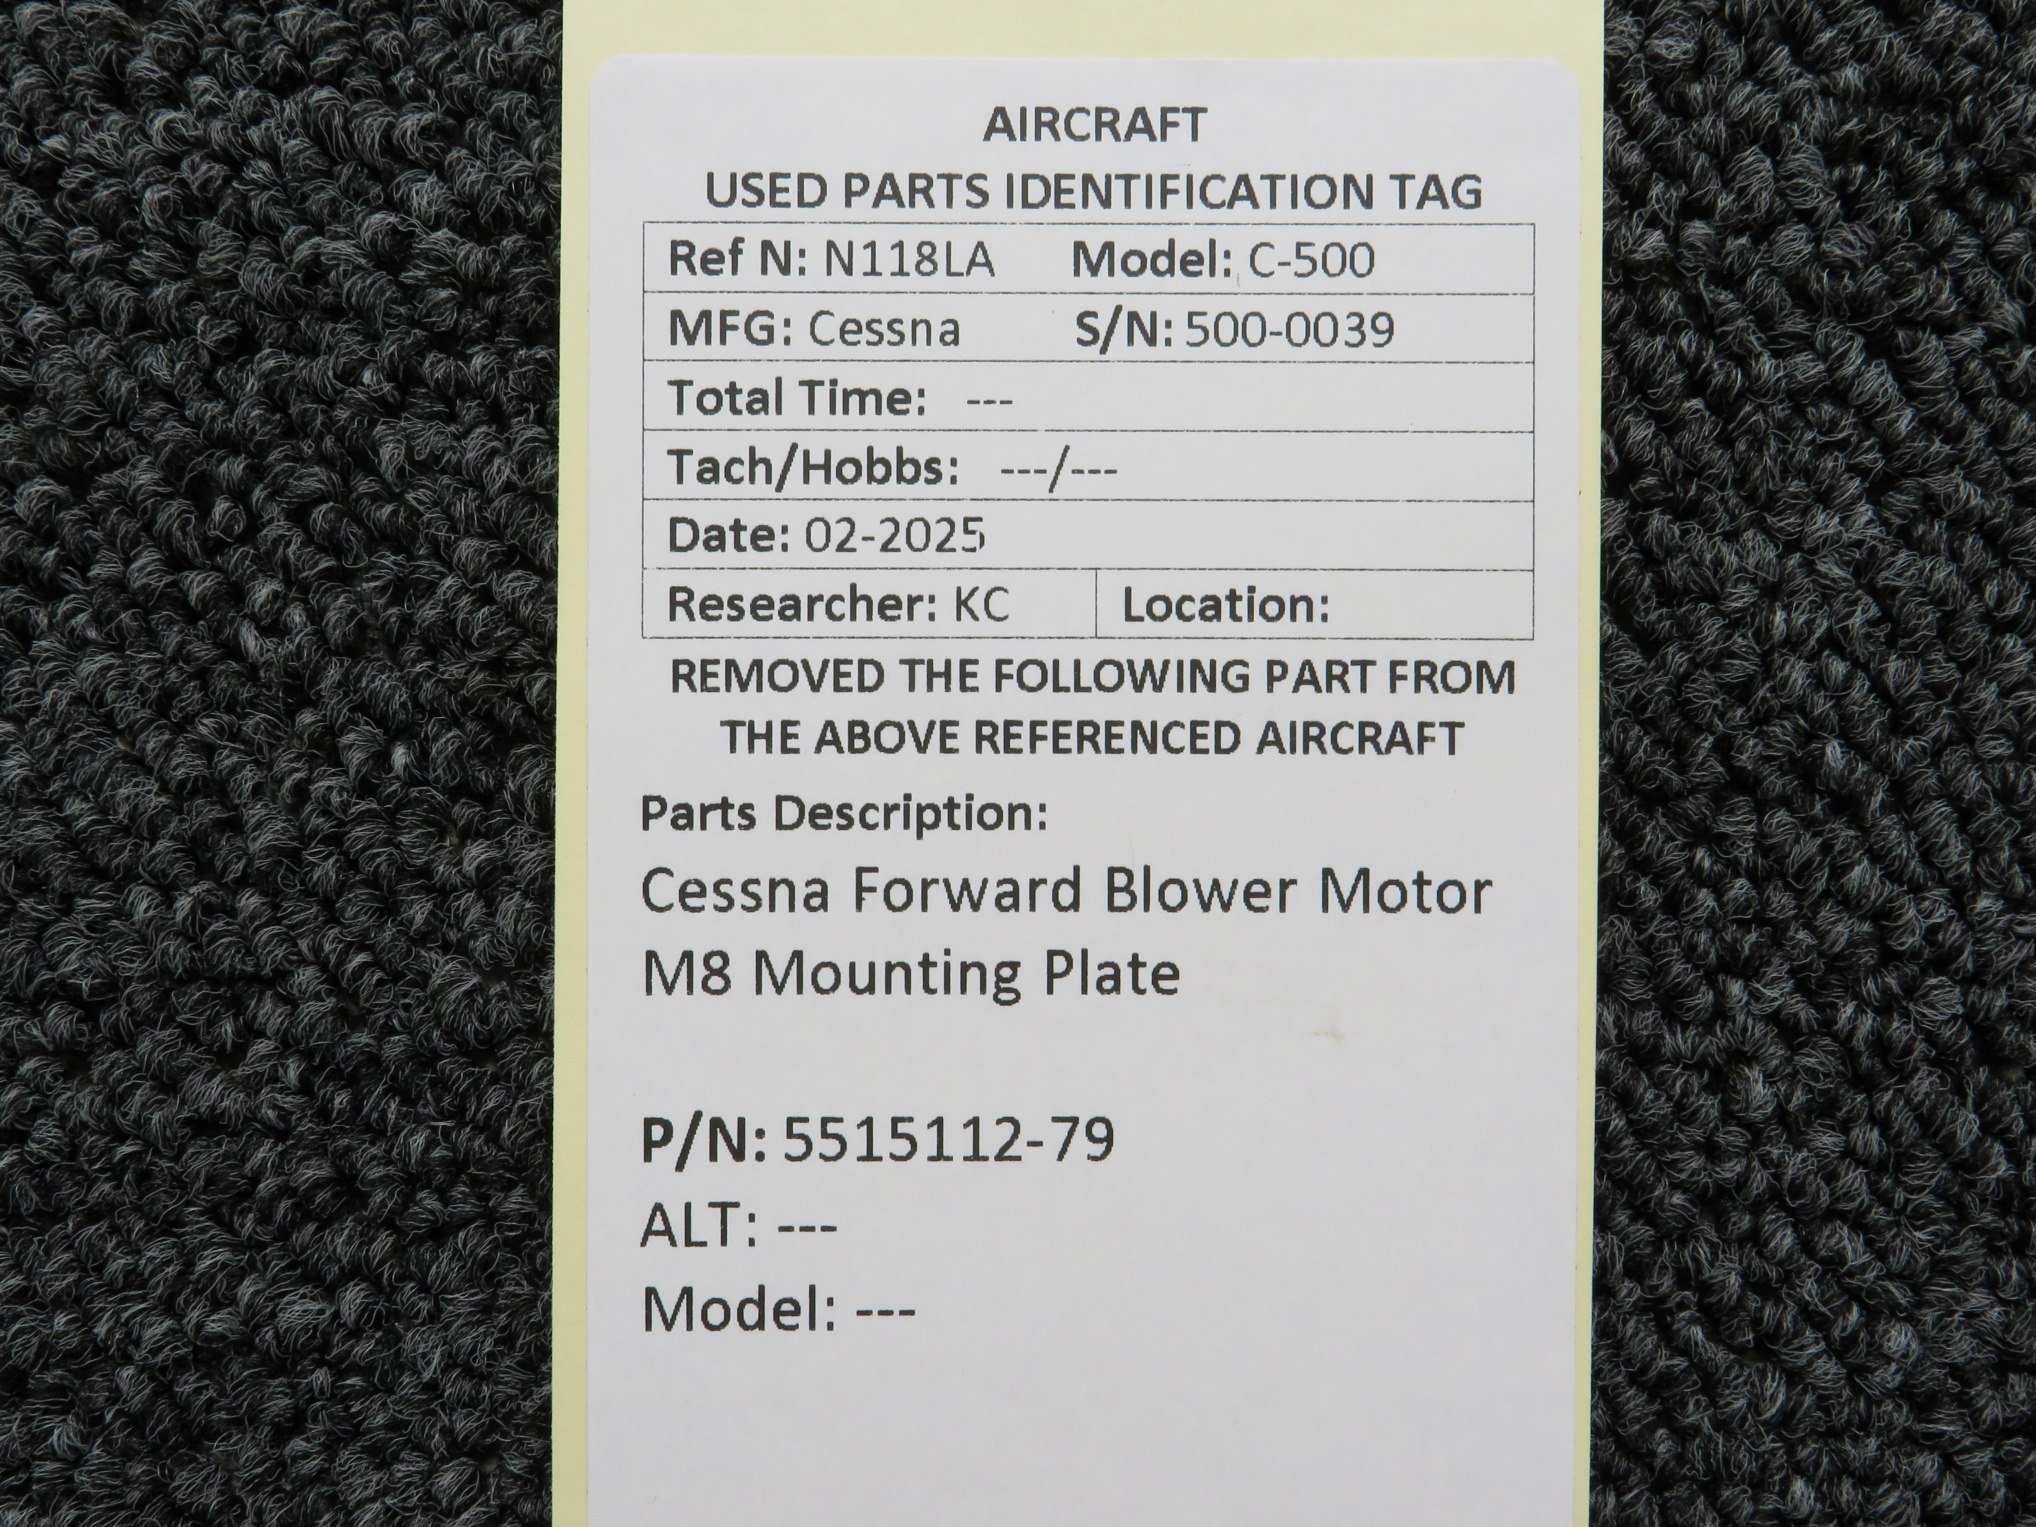 AIRCRAFT
USED PARTS IDENTIFICATION TAG
Ref N: N118LA Model: C-500
MFG: Cessna S/N: 500-0039
Total Time: ---
Tach/Hobbs: ---/---
Date: 02-2025
Researcher: KC Location:
REMOVED THE FOLLOWING PART FROM
THE ABOVE REFERENCED AIRCRAFT
Parts Description:
Cessna Forward Blower Motor
M8 Mounting Plate
P/N: 5515112-79
ALT: ---
Model: ---